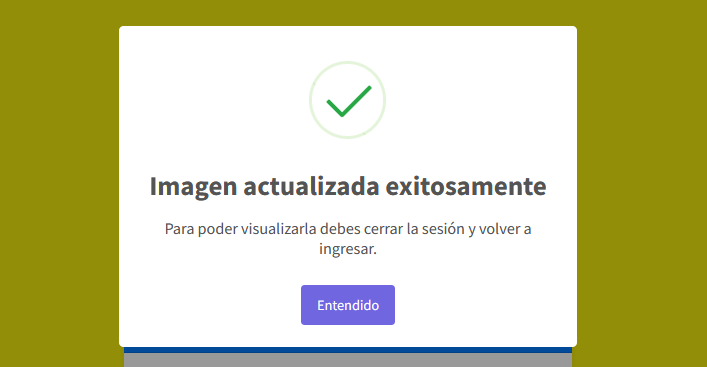 Imagen actualizada exitosamente
Para poder visualizarla debes cerrar la sesión y volver a
ingresar.
Entendido